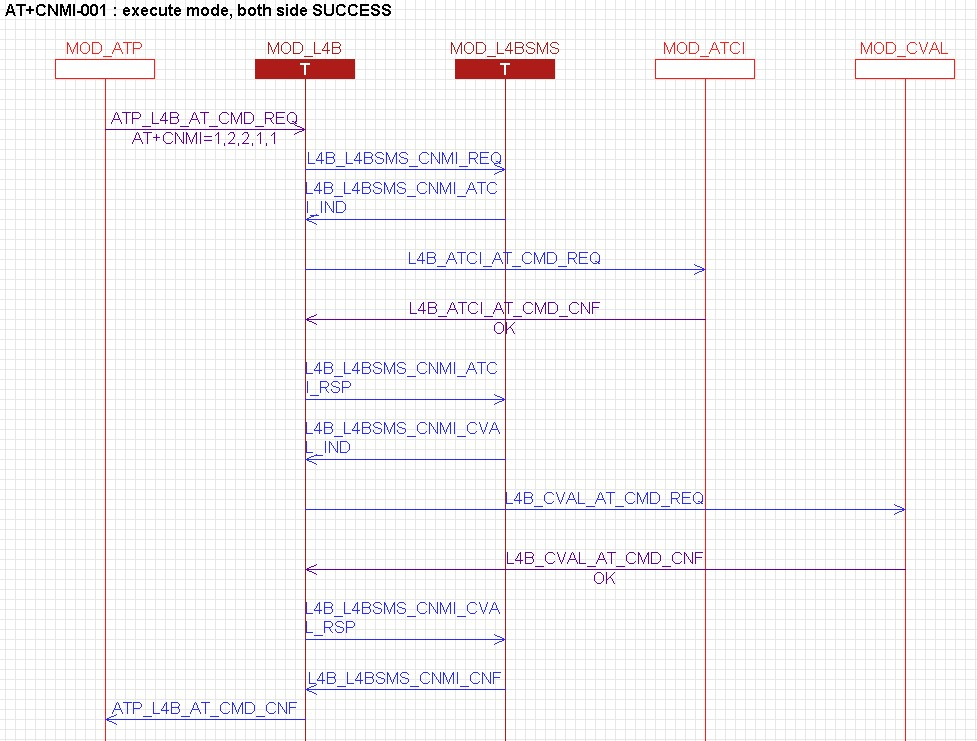 AT+CNMI-001 : execute mode, both side SUCCESS
MOD_ATP
MOD_L4B
MOD_L4BSMS
MOD_ATCI
MOD_CVAL
T
T
ATP_L4B_AT_CMD_REQ
AT+CNMI=1,2,2,1,1
L4B_L4BSMS_CNMI_REQ
L4B_L4BSMS_CNMI_ATC
I_IND
L4B_ATCI_AT_CMD_REQ
L4B_ATCI_AT_CMD_CNF
OK
L4B_L4BSMS_CNMI_ATC
I_RSP
L4B_L4BSMS_CNMI_CVA
L_IND
L4B_CVAL_AT_CMD_REQ
L4B_CVAL_AT_CMD_CNF
OK
L4B_L4BSMS_CNMI_CVA
L_RSP
L4B_L4BSMS_CNMI_CNF
ATP_L4B_AT_CMD_CNF